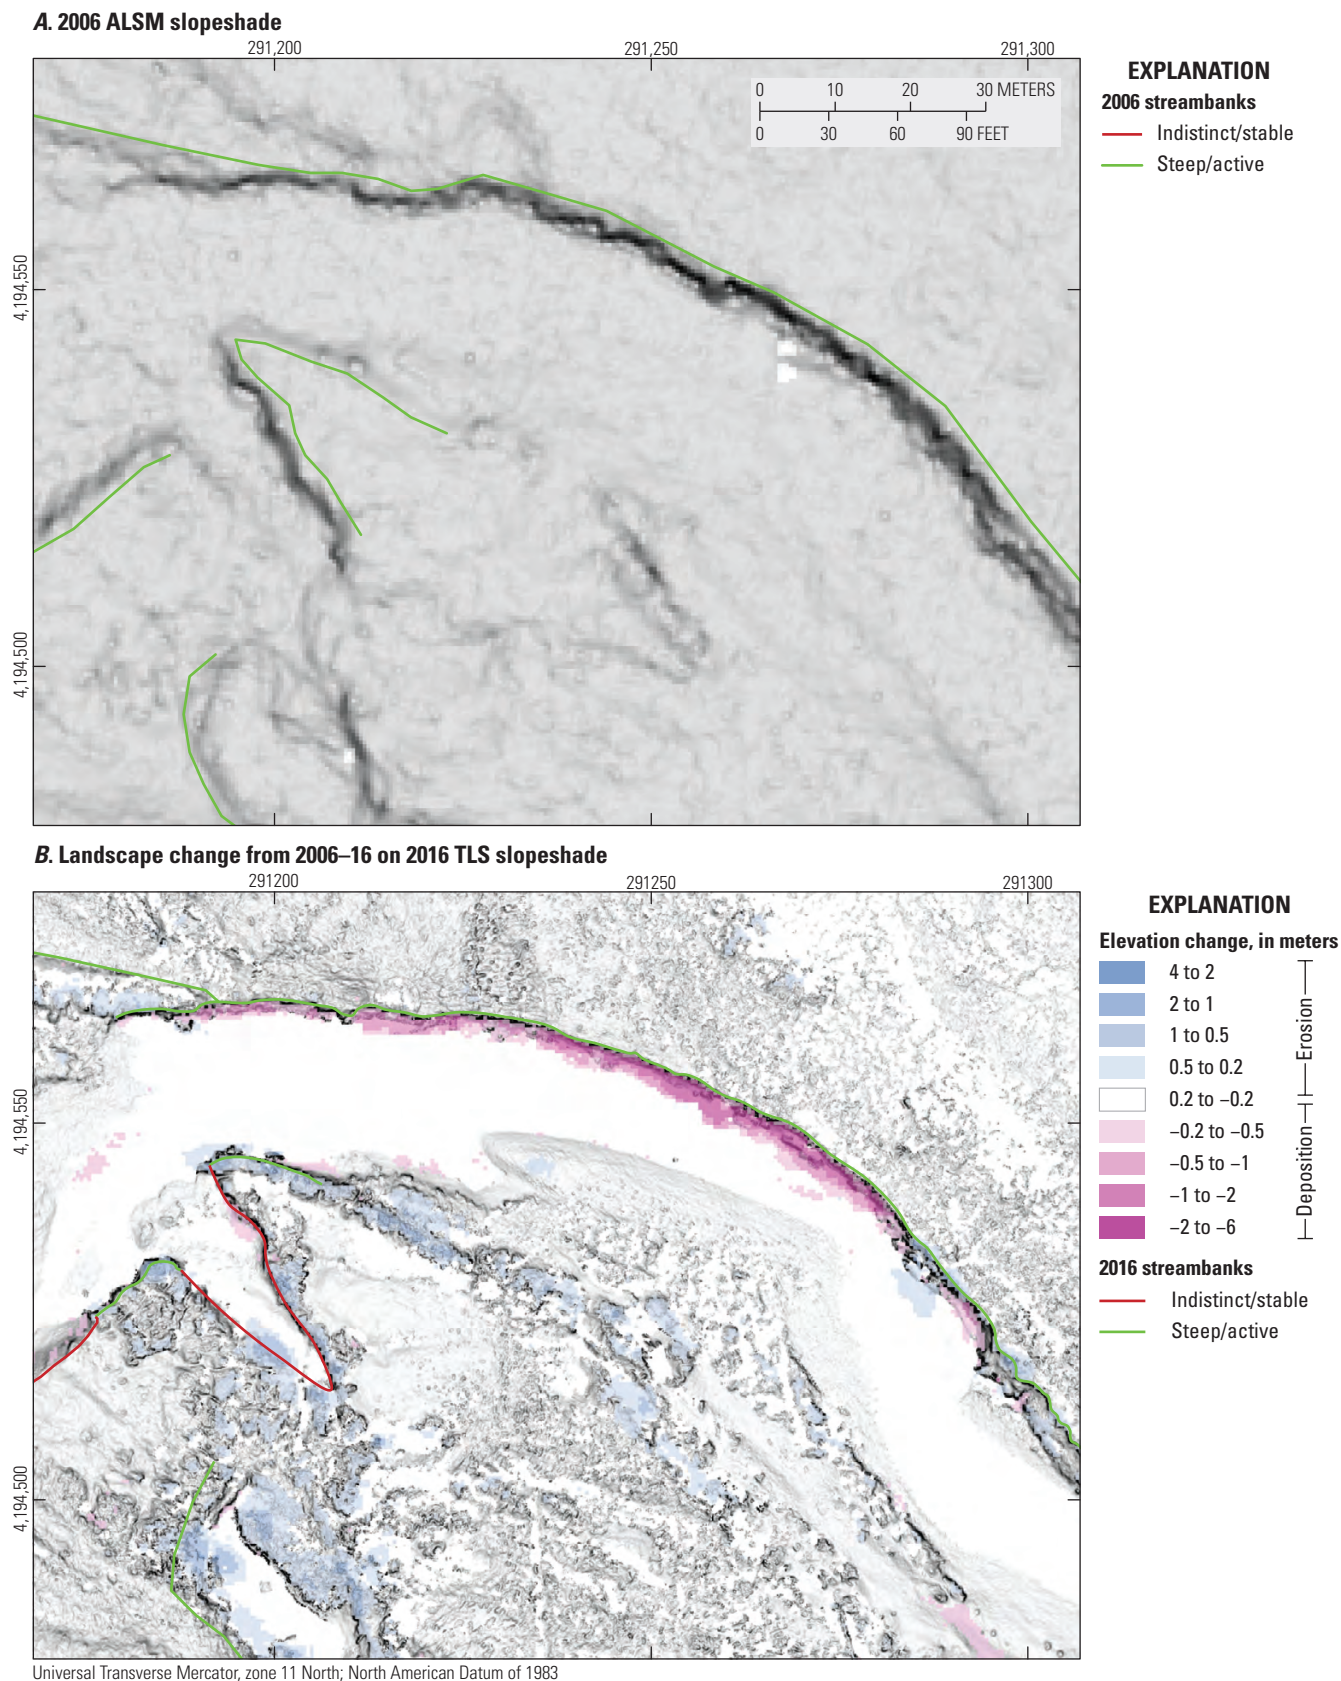 A. 2006 ALSM slopeshade
291,200
291,250
291,300
0 10 20 30 METERS
0 30 60 90 FEET
4,194,550
4,194,500
EXPLANATION
2006 streambanks
Indistinct/stable
Steep/active
B. Landscape change from 2006–16 on 2016 TLS slopeshade
291200
291250
291300
4,194,550
4,194,500
EXPLANATION
Elevation change, in meters
4 to 2
2 to 1
1 to 0.5
0.5 to 0.2
0.2 to −0.2
−0.2 to −0.5
−0.5 to −1
−1 to −2
−2 to −6
Erosion
Deposition
2016 streambanks
Indistinct/stable
Steep/active
Universal Transverse Mercator, zone 11 North; North American Datum of 1983